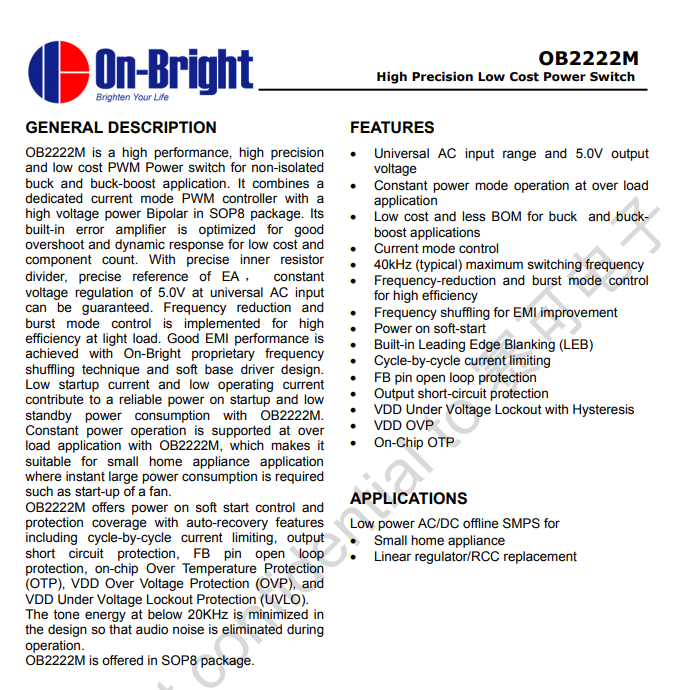 On-Bright
Brighten Your Life
OB2222M
High Precision Low Cost Power Switch
GENERAL DESCRIPTION
OB2222M is a high performance, high precision
and low cost PWM Power switch for non-isolated
buck and buck-boost application. It combines a
dedicated current mode PWM controller with a
high voltage power Bipolar in SOP8 package. Its
built-in error amplifier is optimized for good
overshoot and dynamic response for low cost and
component count. With precise inner resistor
divider, precise reference of EA , constant
voltage regulation of 5.0V at universal AC input
can be guaranteed. Frequency reduction and
burst mode control is implemented for high
efficiency at light load. Good EMI performance is
achieved with On-Bright proprietary frequency
shuffling technique and soft base driver design.
Low startup current and low operating current
contribute to a reliable power on startup and low
standby power consumption with OB2222M.
Constant power operation is supported at over
load application with OB2222M, which makes it
suitable for small home appliance application
where instant large power consumption is required
such as start-up of a fan.
OB2222M offers power on soft start control and
protection coverage with auto-recovery features
including cycle-by-cycle current limiting, output
short circuit protection, FB pin open loop
protection, on-chip Over Temperature Protection
(OTP), VDD Over Voltage Protection (OVP), and
VDD Under Voltage Lockout Protection (UVLO).
The tone energy at below 20KHz is minimized in
the design so that audio noise is eliminated during
operation.
OB2222M is offered in SOP8 package.
FEATURES
• Universal AC input range and 5.0V output
voltage
• Constant power mode operation at over load
application
• Low cost and less BOM for buck and buck-
boost applications
• Current mode control
• 40kHz (typical) maximum switching frequency
• Frequency-reduction and burst mode control
for high efficiency
• Frequency shuffling for EMI improvement
• Power on soft-start
• Built-in Leading Edge Blanking (LEB)
• Cycle-by-cycle current limiting
• FB pin open loop protection
• Output short-circuit protection
• VDD Under Voltage Lockout with Hysteresis
• VDD OVP
• On-Chip OTP
APPLICATIONS
Low power AC/DC offline SMPS for
• Small home appliance
• Linear regulator/RCC replacement
confidential to 可电子